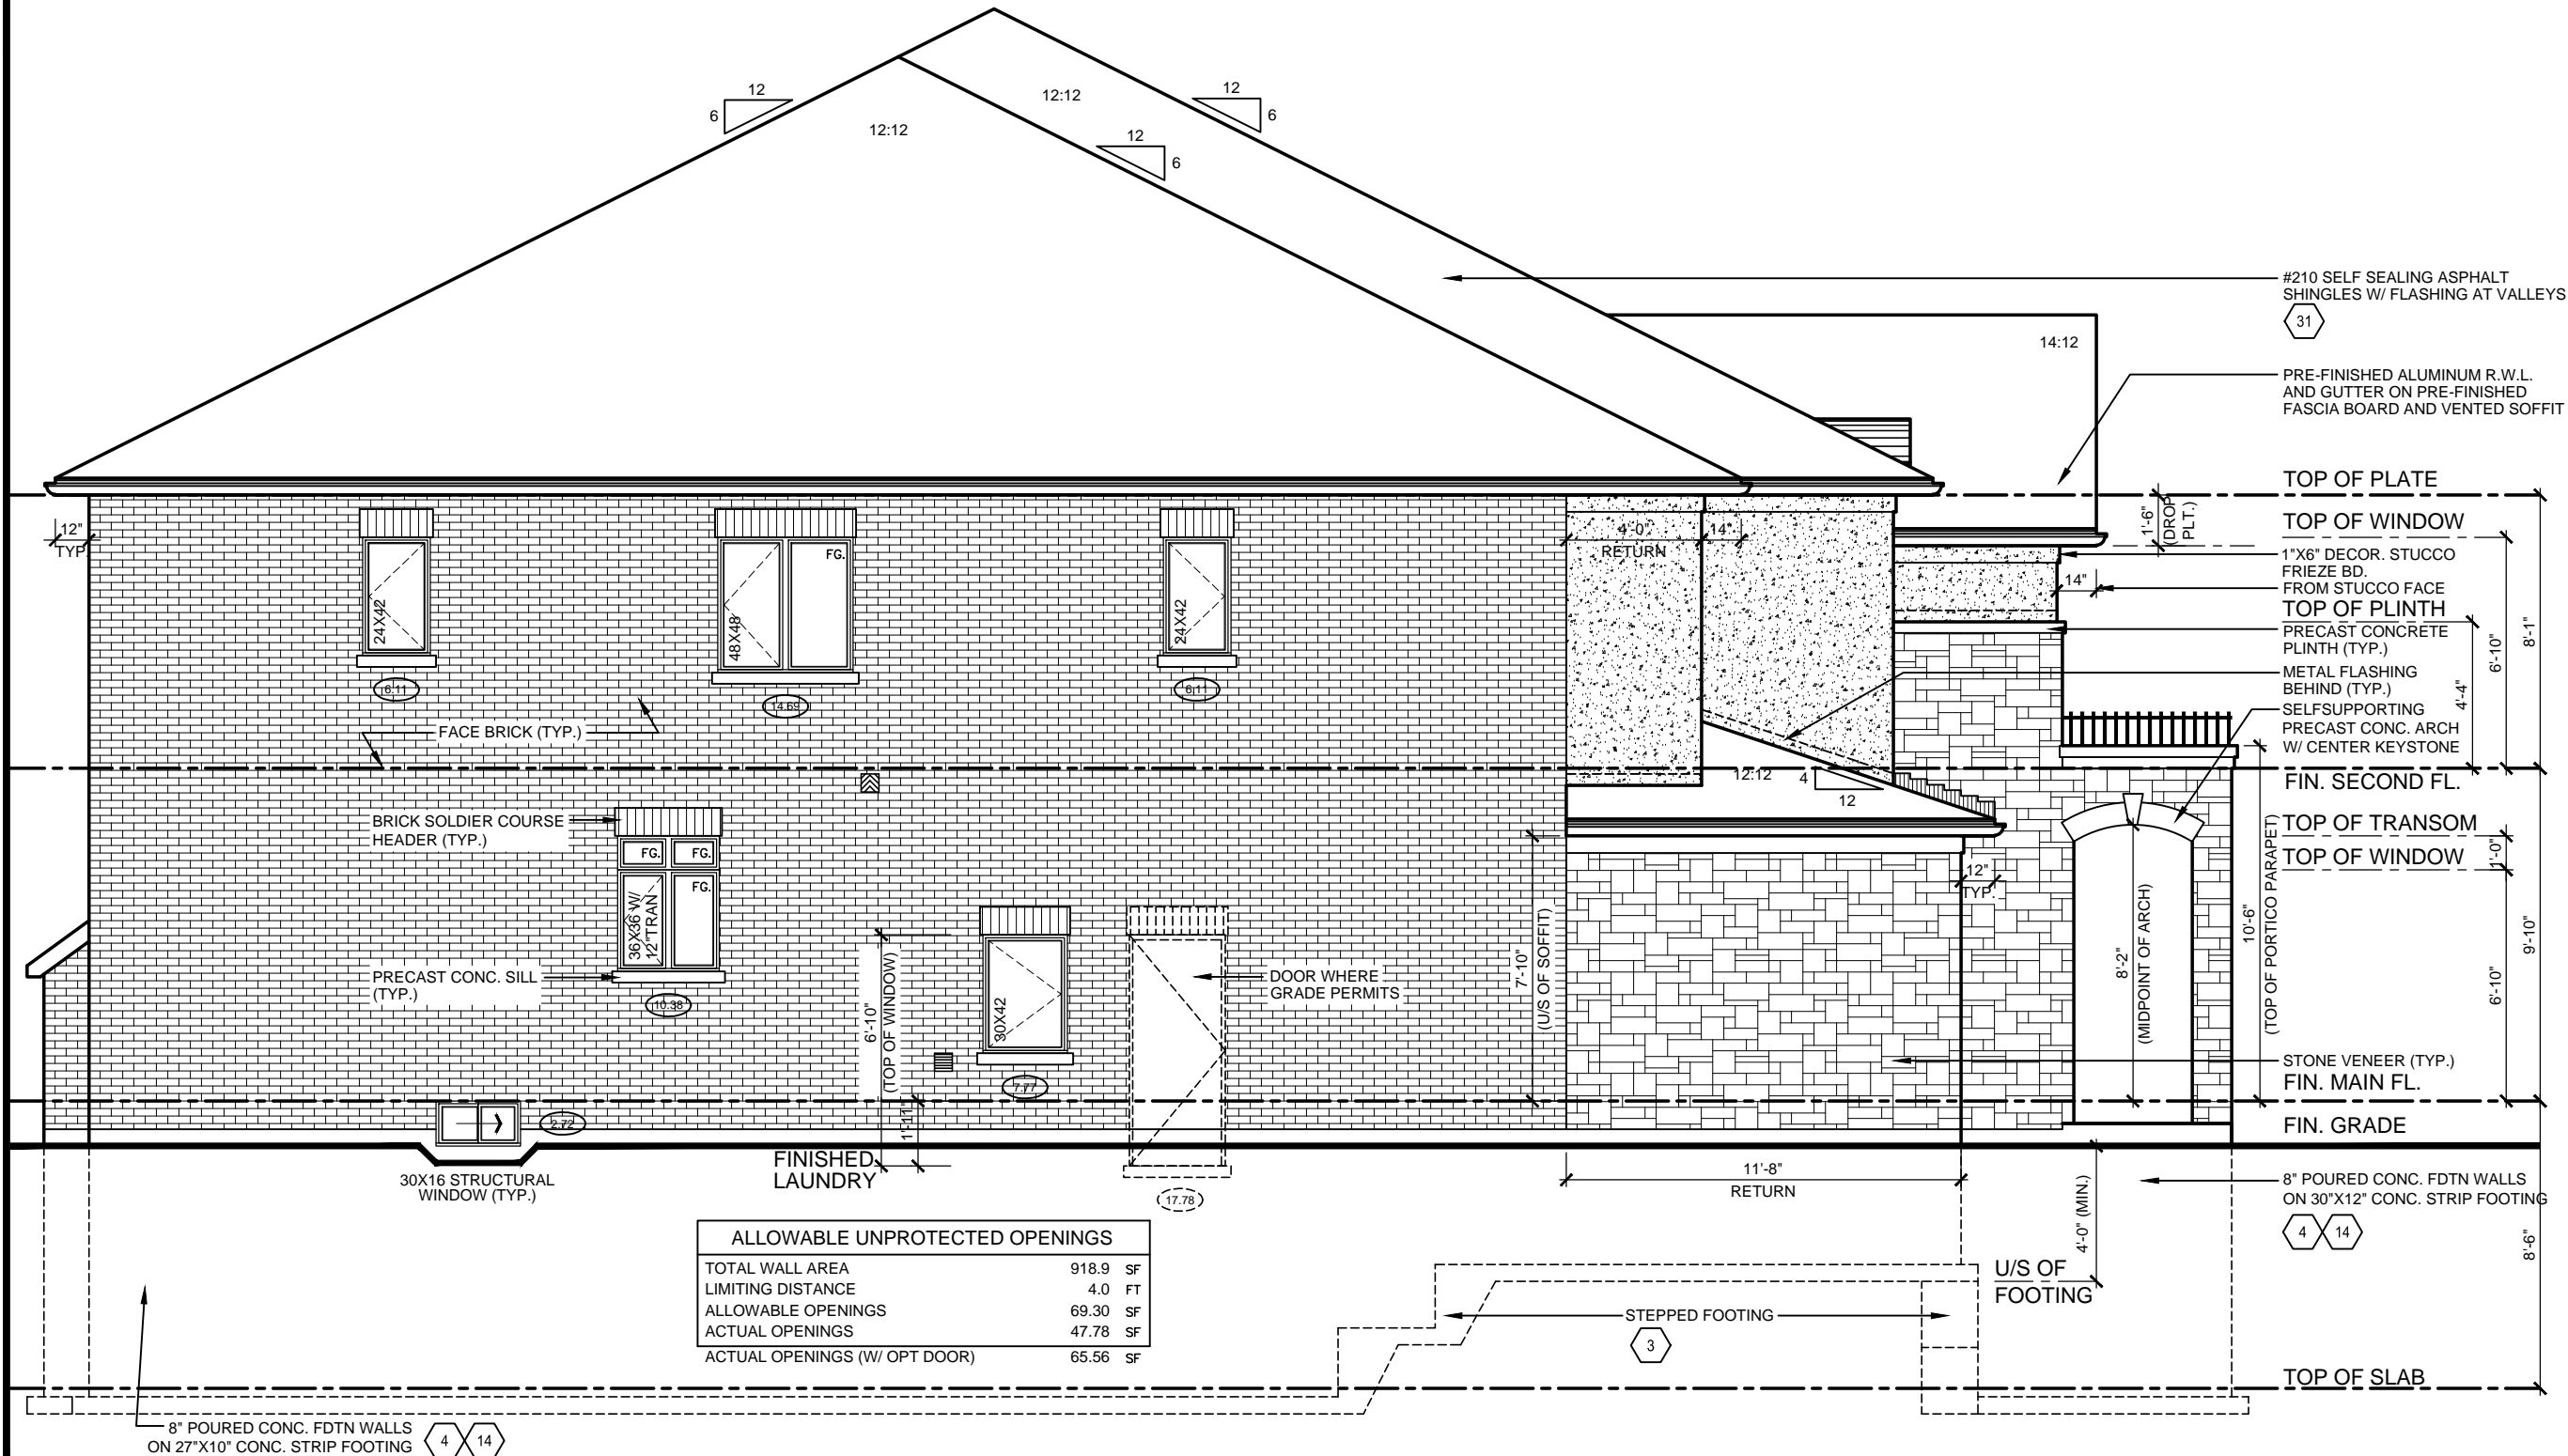 12
6
12:12
12
6
12:12
12
6
#210 SELF SEALING ASPHALT
SHINGLES W/ FLASHING AT VALLEYS
31
14:12
PRE-FINISHED ALUMINUM R.W.L.
AND GUTTER ON PRE-FINISHED
FASCIA BOARD AND VENTED SOFFIT
TOP OF PLATE
TOP OF WINDOW
1"X6" DECOR. STUCCO
FRIEZE BD.
FROM STUCCO FACE
TOP OF PLINTH
PRECAST CONCRETE
PLINTH (TYP.)
METAL FLASHING
BEHIND (TYP.)
SELFSUPPORTING
PRECAST CONC. ARCH
W/ CENTER KEYSTONE
FIN. SECOND FL.
TOP OF TRANSOM
TOP OF WINDOW
STONE VENEER (TYP.)
FIN. MAIN FL.
FIN. GRADE
8" POURED CONC. FDTN WALLS
ON 30"X12" CONC. STRIP FOOTING
4
14
TOP OF SLAB
1'-6"
(DROP
PLT.)
14"
4'-4"
6'-10"
8'-1"
1'-0"
6'-10"
9'-10"
8'-6"
10'-6"
(TOP OF PORTICO PARAPET)
8'-2"
(MIDPOINT OF ARCH)
4'-0" (MIN.)
12"
TYP
24X42
6.11
48X48
FG.
14.69
24X42
6.11
4'-0"
RETURN
14"
FACE BRICK (TYP.)
12:12
4
12
BRICK SOLDIER COURSE
HEADER (TYP.)
FG.
FG.
FG.
36X36 W/
12"TRAN
PRECAST CONC. SILL
(TYP.)
10.38
6'-10"
(TOP OF WINDOW)
1'-11"
30X42
7.77
DOOR WHERE
GRADE PERMITS
7'-10"
(U/S OF SOFFIT)
12"
TYP.
2.72
30X16 STRUCTURAL
WINDOW (TYP.)
FINISHED
LAUNDRY
17.78
11'-8"
RETURN
ALLOWABLE UNPROTECTED OPENINGS
TOTAL WALL AREA 918.9 SF
LIMITING DISTANCE 4.0 FT
ALLOWABLE OPENINGS 69.30 SF
ACTUAL OPENINGS 47.78 SF
ACTUAL OPENINGS (W/ OPT DOOR) 65.56 SF
STEPPED FOOTING
3
U/S OF
FOOTING
8" POURED CONC. FDTN WALLS
ON 27"X10" CONC. STRIP FOOTING
4
14